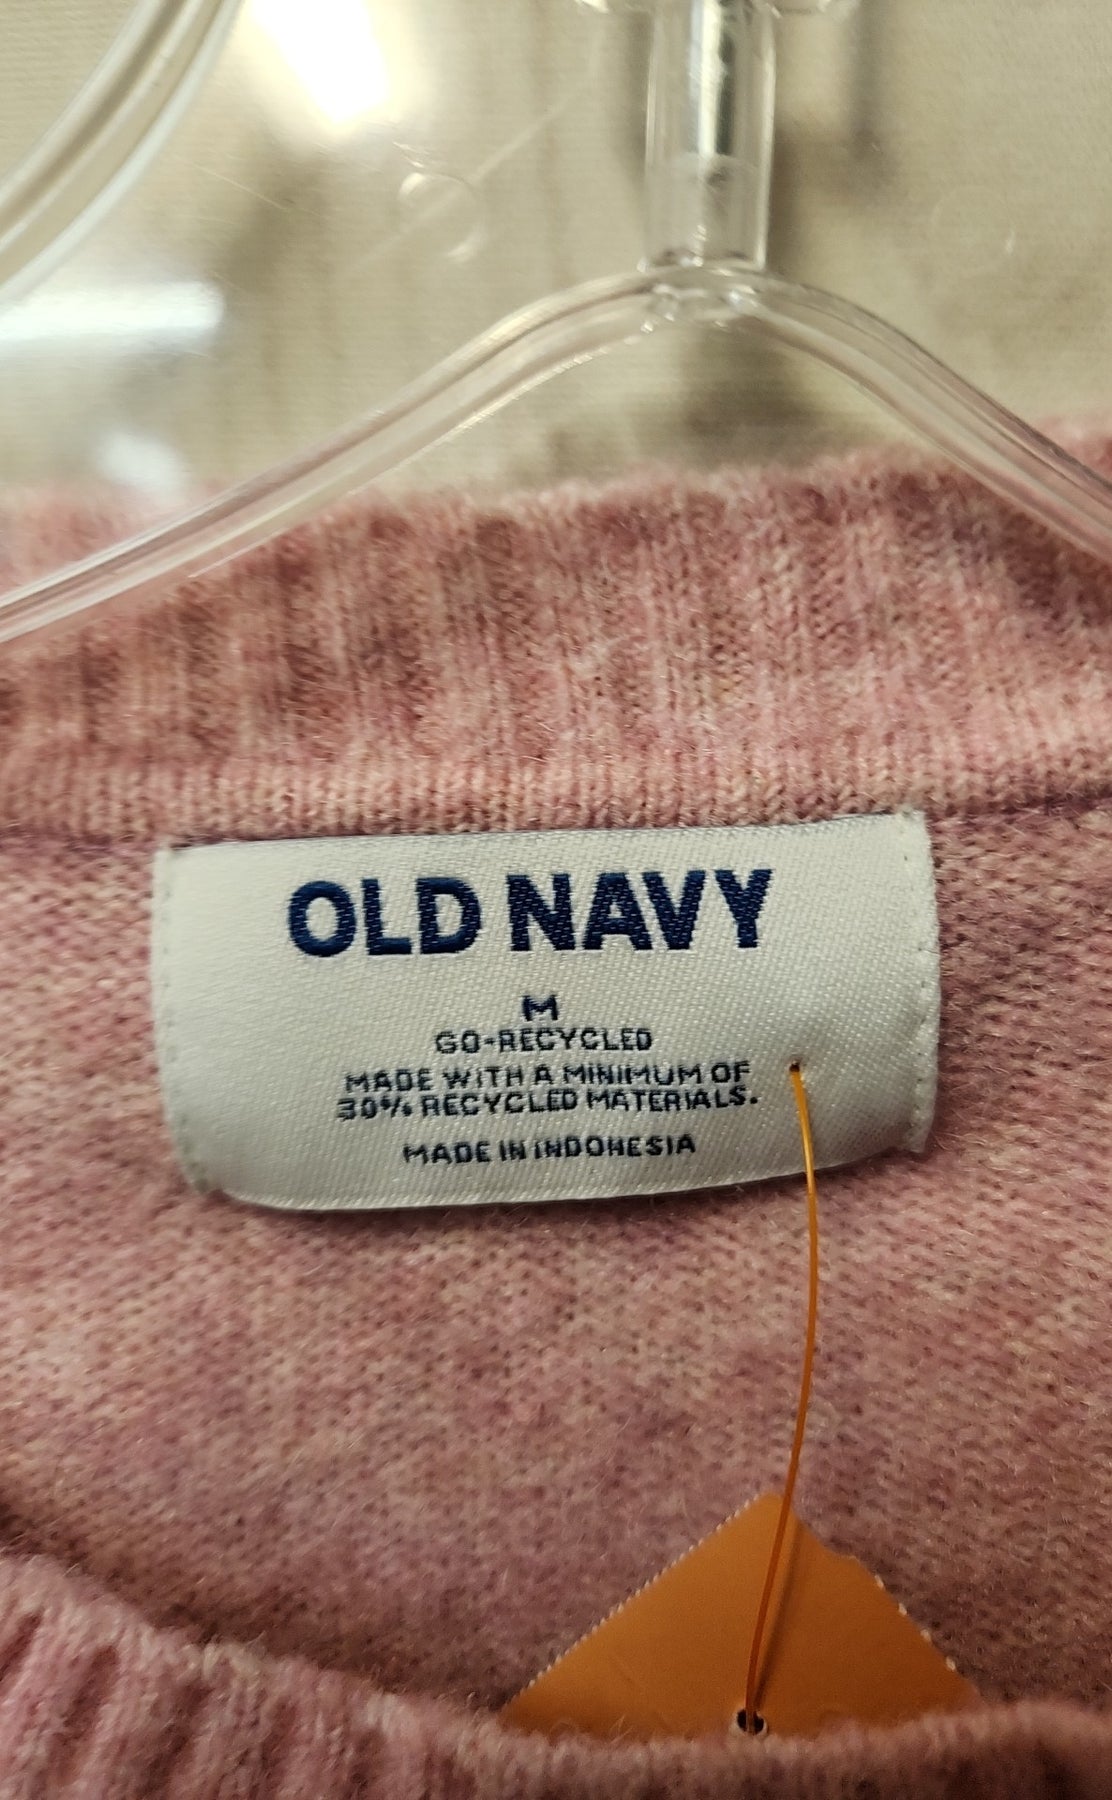 OLD NAVY
M
GO-RECYCLED
MADE WITH A MINIMUM OF
30% RECYCLED MATERIALS.
MADE IN INDONESIA